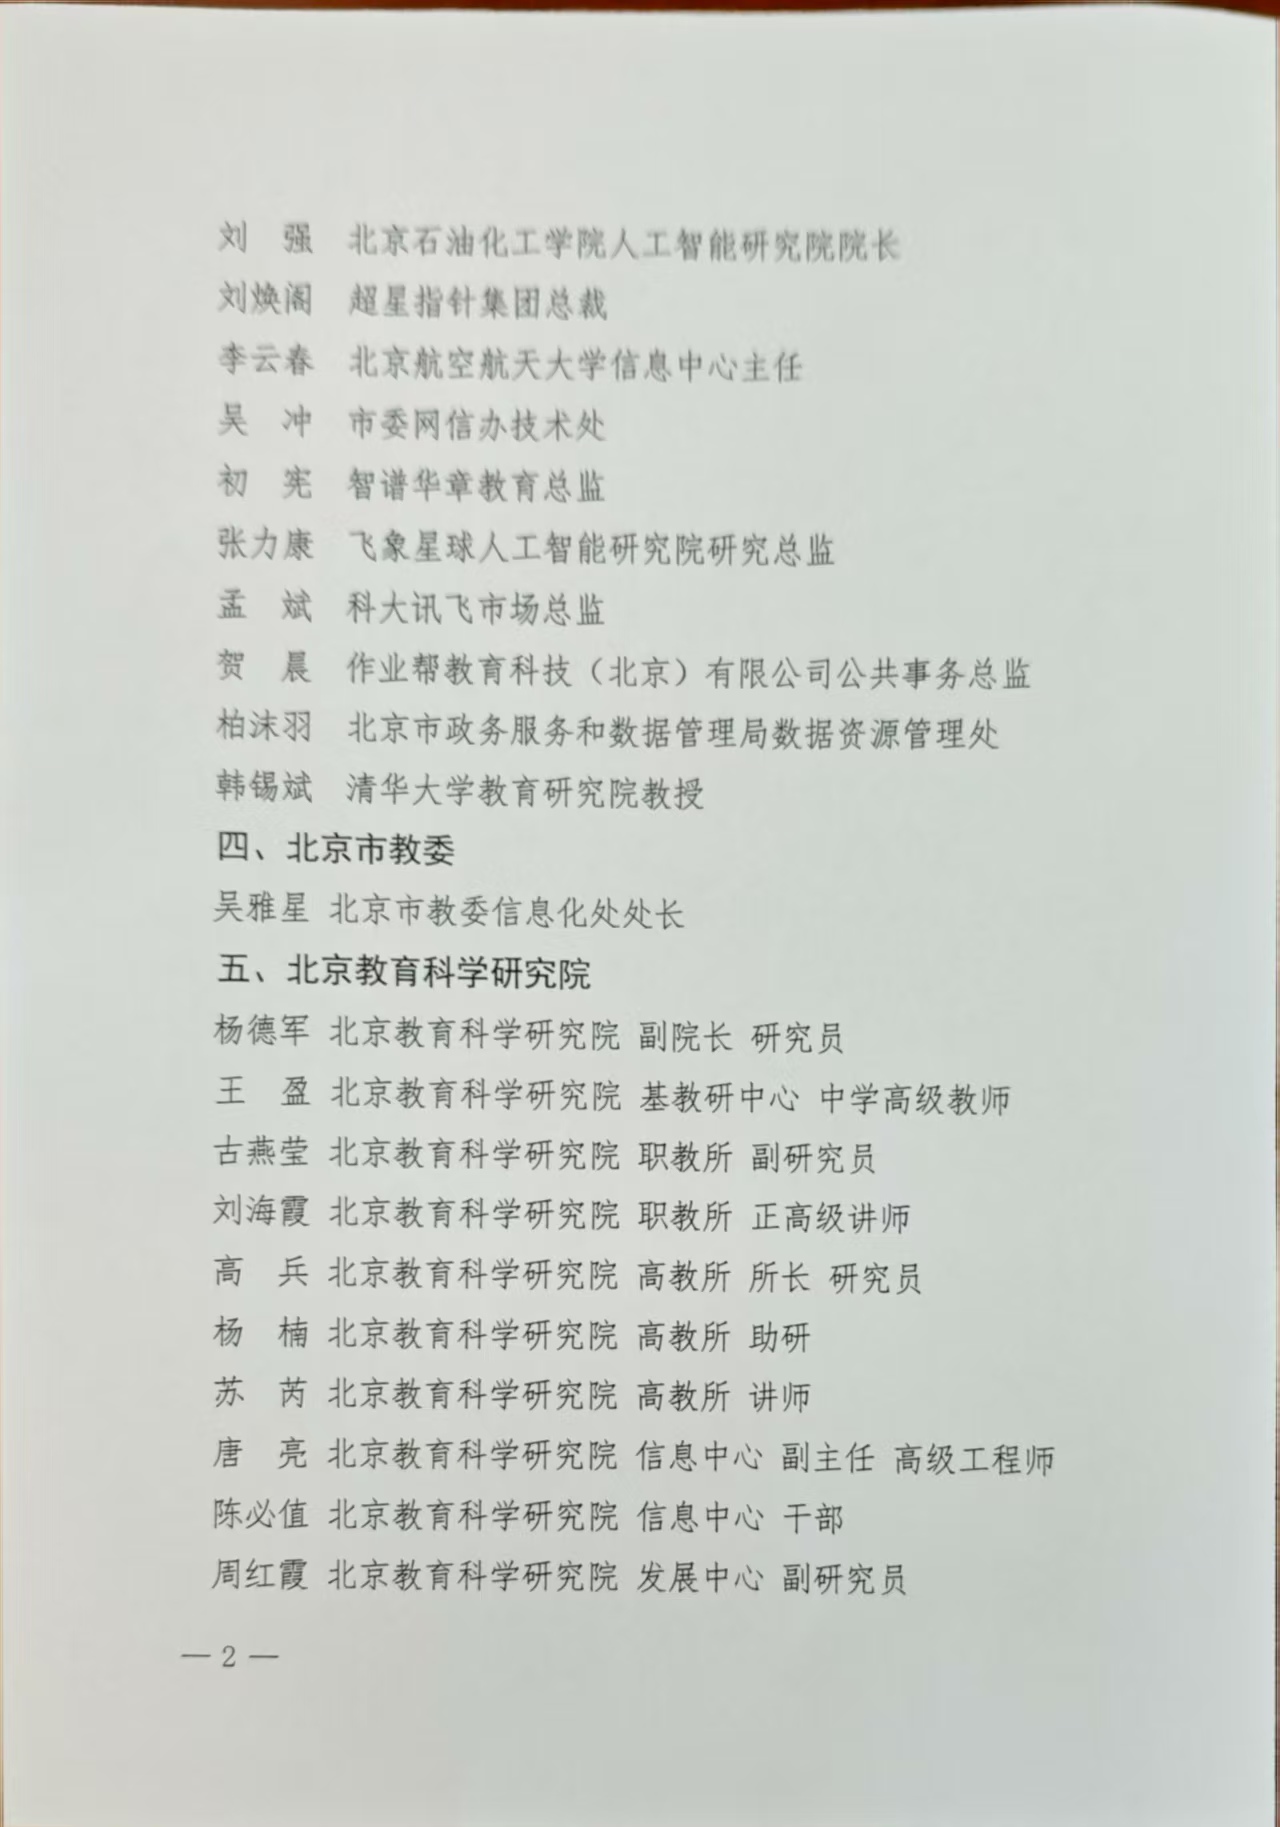 刘　强　北京石油化工学院人工智能研究院院长
刘焕阁　超星指针集团总裁
李云春　北京航空航天大学信息中心主任
吴　冲　市委网信办技术处
初　宪　智谱华章教育总监
张力康　飞象星球人工智能研究院研究总监
孟　斌　科大讯飞市场总监
贺　晨　作业帮教育科技（北京）有限公司公共事务总监
柏沫羽　北京市政务服务和数据管理局数据资源管理处
韩锡斌　清华大学教育研究院教授
四、北京市教委
吴雅星 北京市教委信息化处处长
五、北京教育科学研究院
杨德军 北京教育科学研究院 副院长 研究员
王　盈 北京教育科学研究院 基教研中心 中学高级教师
古燕莹 北京教育科学研究院 职教所 副研究员
刘海霞 北京教育科学研究院 职教所 正高级讲师
高　兵 北京教育科学研究院 高教所 所长 研究员
杨　楠 北京教育科学研究院 高教所 助研
苏　芮 北京教育科学研究院 高教所 讲师
唐　亮 北京教育科学研究院 信息中心 副主任 高级工程师
陈必值 北京教育科学研究院 信息中心 干部
周红霞 北京教育科学研究院 发展中心 副研究员
— 2 —